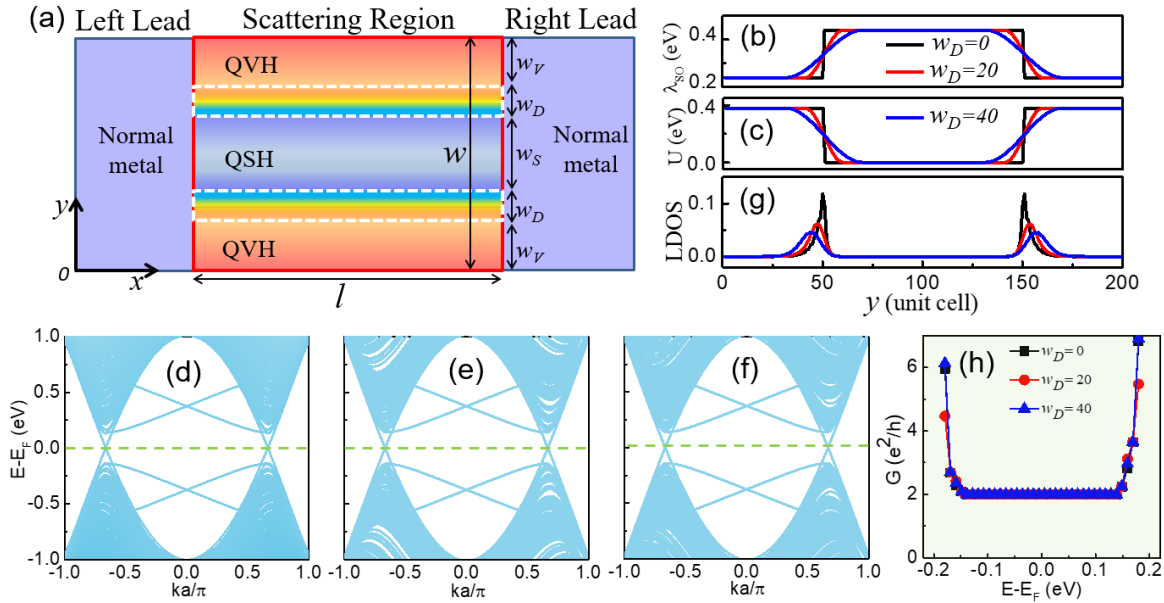 (a)
Left Lead Scattering Region Right Lead
QVH
w_V
w_D
Normal metal
QSH
w
w_S
Normal metal
w_D
QVH
w_V
y
0
x
l
(b)
λ_SO (eV)
0.4
0.2
w_D=0
w_D=20
(c)
U (eV)
0.4
0.0
w_D=40
(g)
LDOS
0.1
0.0
0 50 100 150 200
y (unit cell)
(d)
E-E_F (eV)
1.0
0.5
0.0
-0.5
-1.0
-1.0 -0.5 0.0 0.5 1.0
ka/π
(e)
-1.0 -0.5 0.0 0.5 1.0
ka/π
(f)
-1.0 -0.5 0.0 0.5 1.0
ka/π
(h)
G (e²/h)
6
4
2
0
w_D=0
w_D=20
w_D=40
-0.2 -0.1 0.0 0.1 0.2
E-E_F (eV)